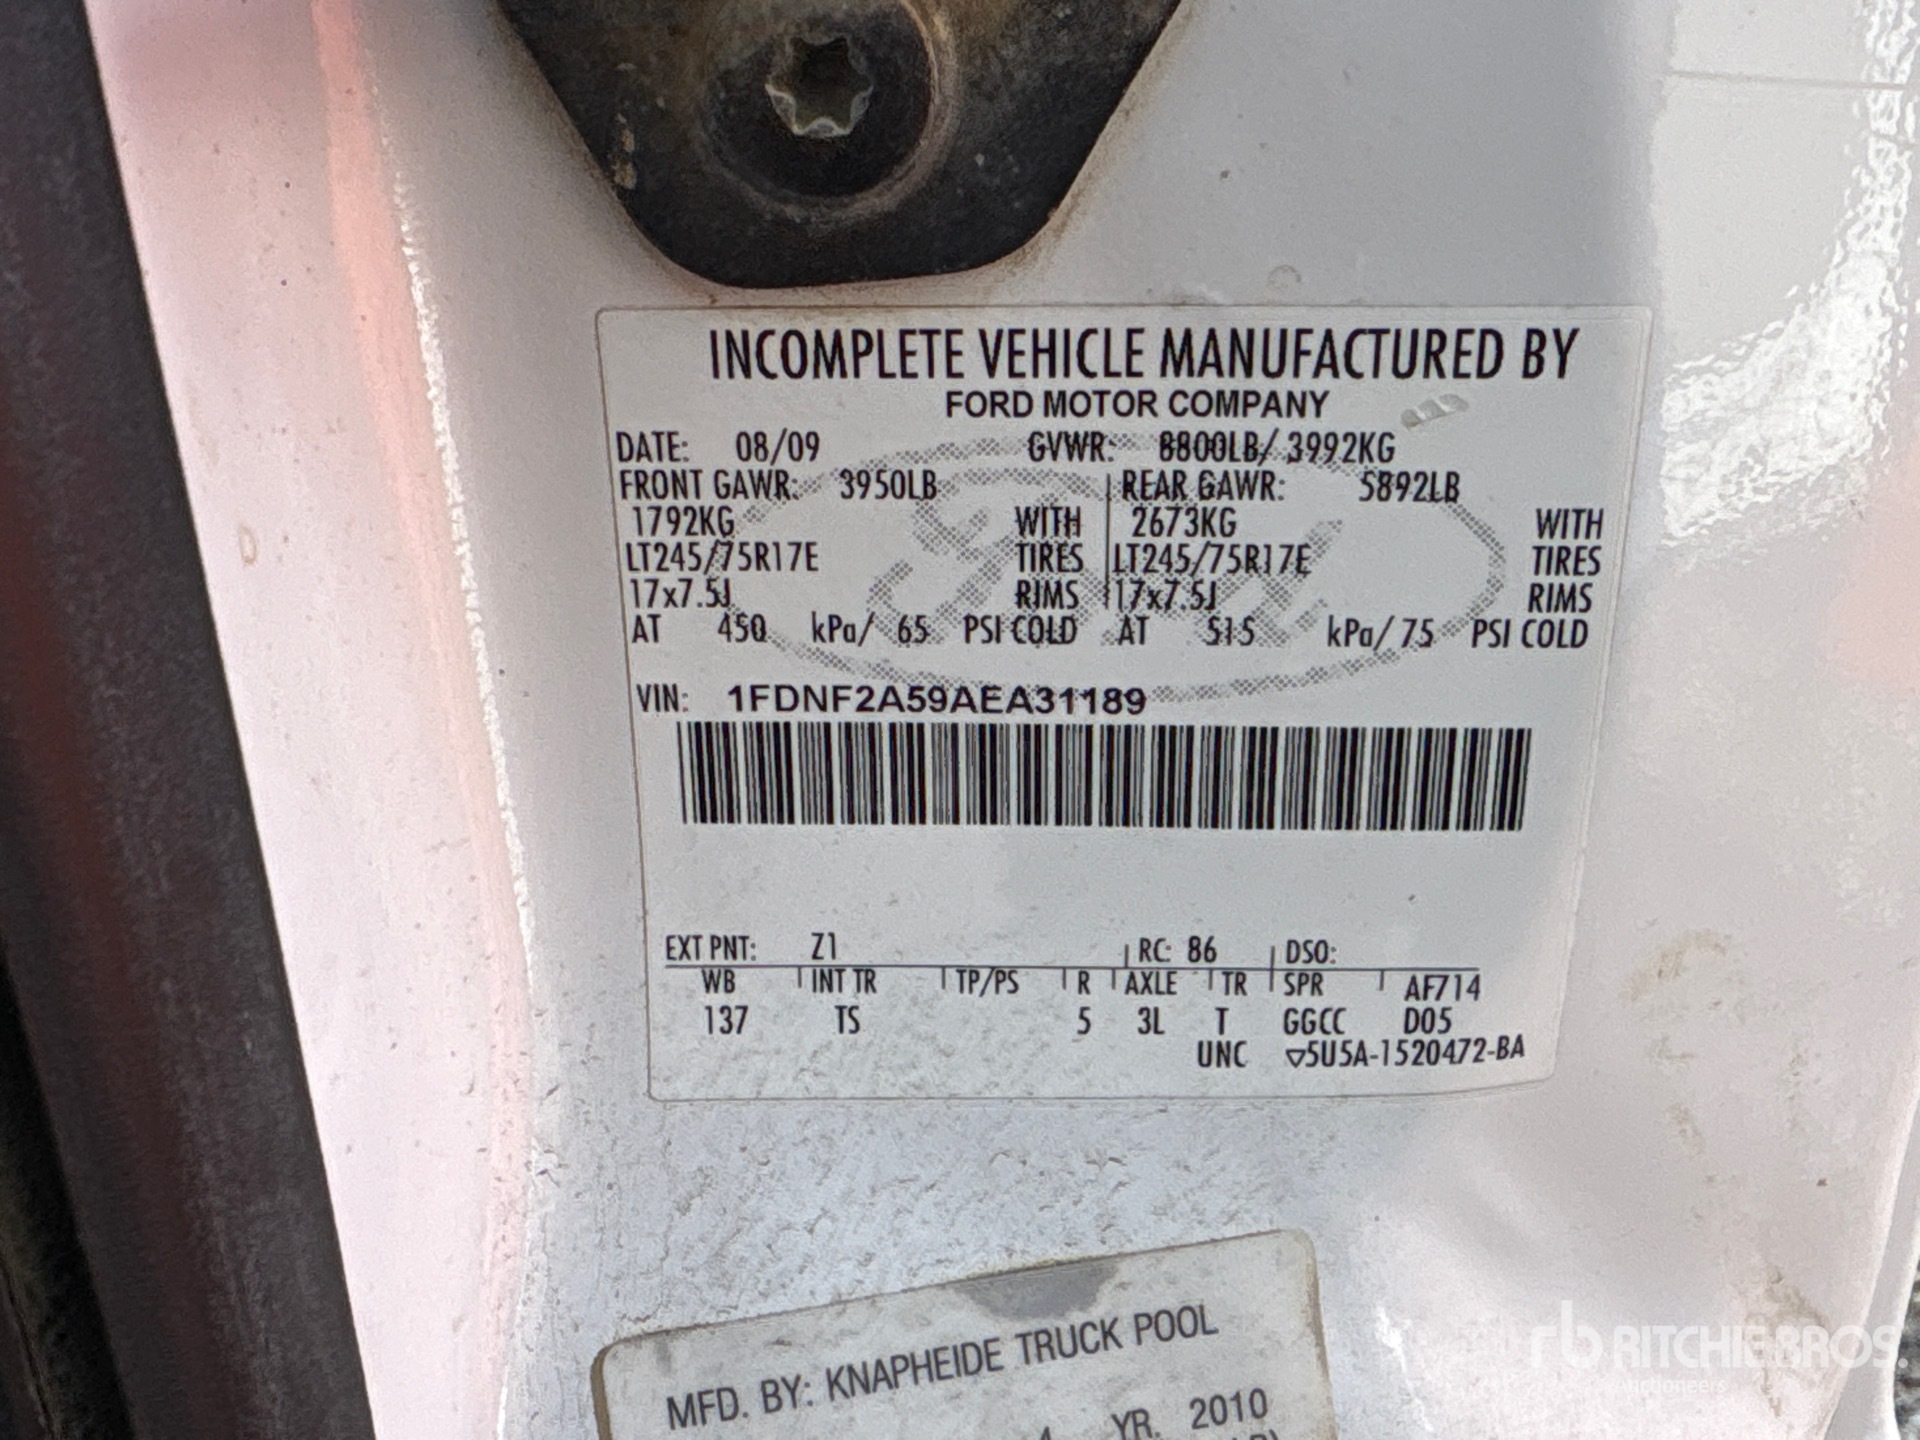 INCOMPLETE VEHICLE MANUFACTURED BY
FORD MOTOR COMPANY
DATE: 08/09 GVWR: 8800LB/ 3992KG
FRONT GAWR: 3950LB REAR GAWR: 5892LB
1792KG WITH 2673KG WITH
LT245/75R17E TIRES LT245/75R17E TIRES
17x7.5J RIMS 17x7.5J RIMS
AT 450 kPa/ 65 PSI COLD AT 515 kPa/ 75 PSI COLD
Ford
VIN: 1FDNF2A59AEA31189
EXT PNT: Z1 RC: 86 DSO:
WB INT TR TP/PS R AXLE TR SPR AF714
137 TS 5 3L T GGCC D05
UNC ▽5U5A-1520472-BA
MFD. BY: KNAPHEIDE TRUCK POOL
YR. 2010
rb RITCHIE BROS.
Auctioneers